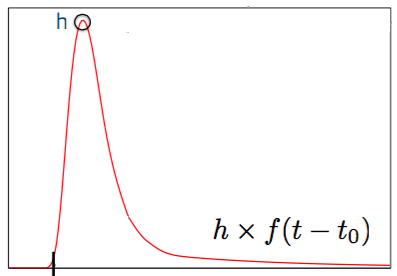 h
h × f(t − t₀)